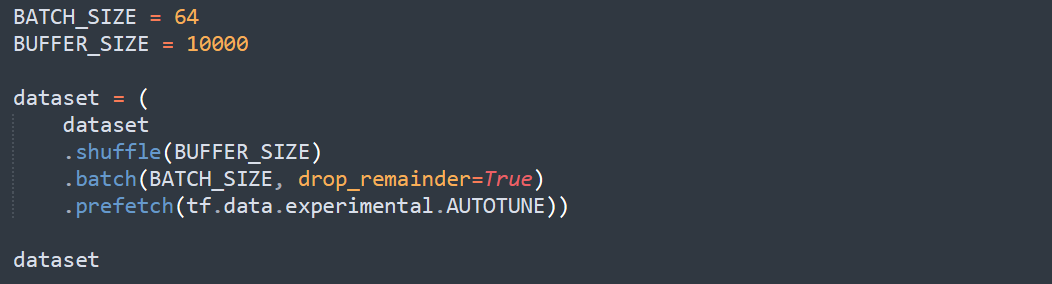 BATCH_SIZE = 64
BUFFER_SIZE = 10000
dataset = (
    dataset
    .shuffle(BUFFER_SIZE)
    .batch(BATCH_SIZE, drop_remainder=True)
    .prefetch(tf.data.experimental.AUTOTUNE))
dataset